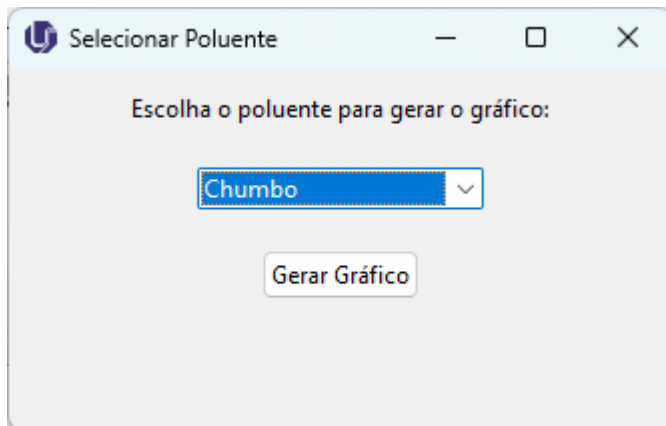 Selecionar Poluente
Escolha o poluente para gerar o gráfico:
Chumbo
Gerar Gráfico